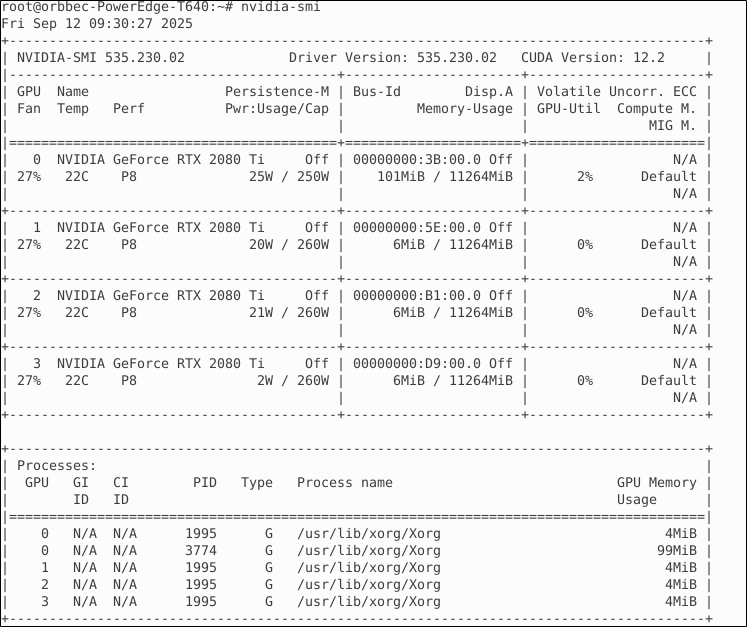 root@orbbec-PowerEdge-T640:~# nvidia-smi
Fri Sep 12 09:30:27 2025
+---------------------------------------------------------------------------------------+
| NVIDIA-SMI 535.230.02             Driver Version: 535.230.02   CUDA Version: 12.2     |
|-----------------------------------------+----------------------+----------------------+
| GPU  Name                 Persistence-M | Bus-Id        Disp.A | Volatile Uncorr. ECC |
| Fan  Temp   Perf          Pwr:Usage/Cap |         Memory-Usage | GPU-Util  Compute M. |
|                                         |                      |               MIG M. |
|=========================================+======================+======================|
|   0  NVIDIA GeForce RTX 2080 Ti     Off | 00000000:3B:00.0 Off |                  N/A |
| 27%   22C    P8              25W / 250W |    101MiB / 11264MiB |      2%      Default |
|                                         |                      |                  N/A |
+-----------------------------------------+----------------------+----------------------+
|   1  NVIDIA GeForce RTX 2080 Ti     Off | 00000000:5E:00.0 Off |                  N/A |
| 27%   22C    P8              20W / 260W |      6MiB / 11264MiB |      0%      Default |
|                                         |                      |                  N/A |
+-----------------------------------------+----------------------+----------------------+
|   2  NVIDIA GeForce RTX 2080 Ti     Off | 00000000:B1:00.0 Off |                  N/A |
| 27%   22C    P8              21W / 260W |      6MiB / 11264MiB |      0%      Default |
|                                         |                      |                  N/A |
+-----------------------------------------+----------------------+----------------------+
|   3  NVIDIA GeForce RTX 2080 Ti     Off | 00000000:D9:00.0 Off |                  N/A |
| 27%   22C    P8               2W / 260W |      6MiB / 11264MiB |      0%      Default |
|                                         |                      |                  N/A |
+-----------------------------------------+----------------------+----------------------+

+---------------------------------------------------------------------------------------+
| Processes:                                                                            |
|  GPU   GI   CI        PID   Type   Process name                            GPU Memory |
|        ID   ID                                                             Usage      |
|=======================================================================================|
|    0   N/A  N/A      1995      G   /usr/lib/xorg/Xorg                            4MiB |
|    0   N/A  N/A      3774      G   /usr/lib/xorg/Xorg                           99MiB |
|    1   N/A  N/A      1995      G   /usr/lib/xorg/Xorg                            4MiB |
|    2   N/A  N/A      1995      G   /usr/lib/xorg/Xorg                            4MiB |
|    3   N/A  N/A      1995      G   /usr/lib/xorg/Xorg                            4MiB |
+---------------------------------------------------------------------------------------+